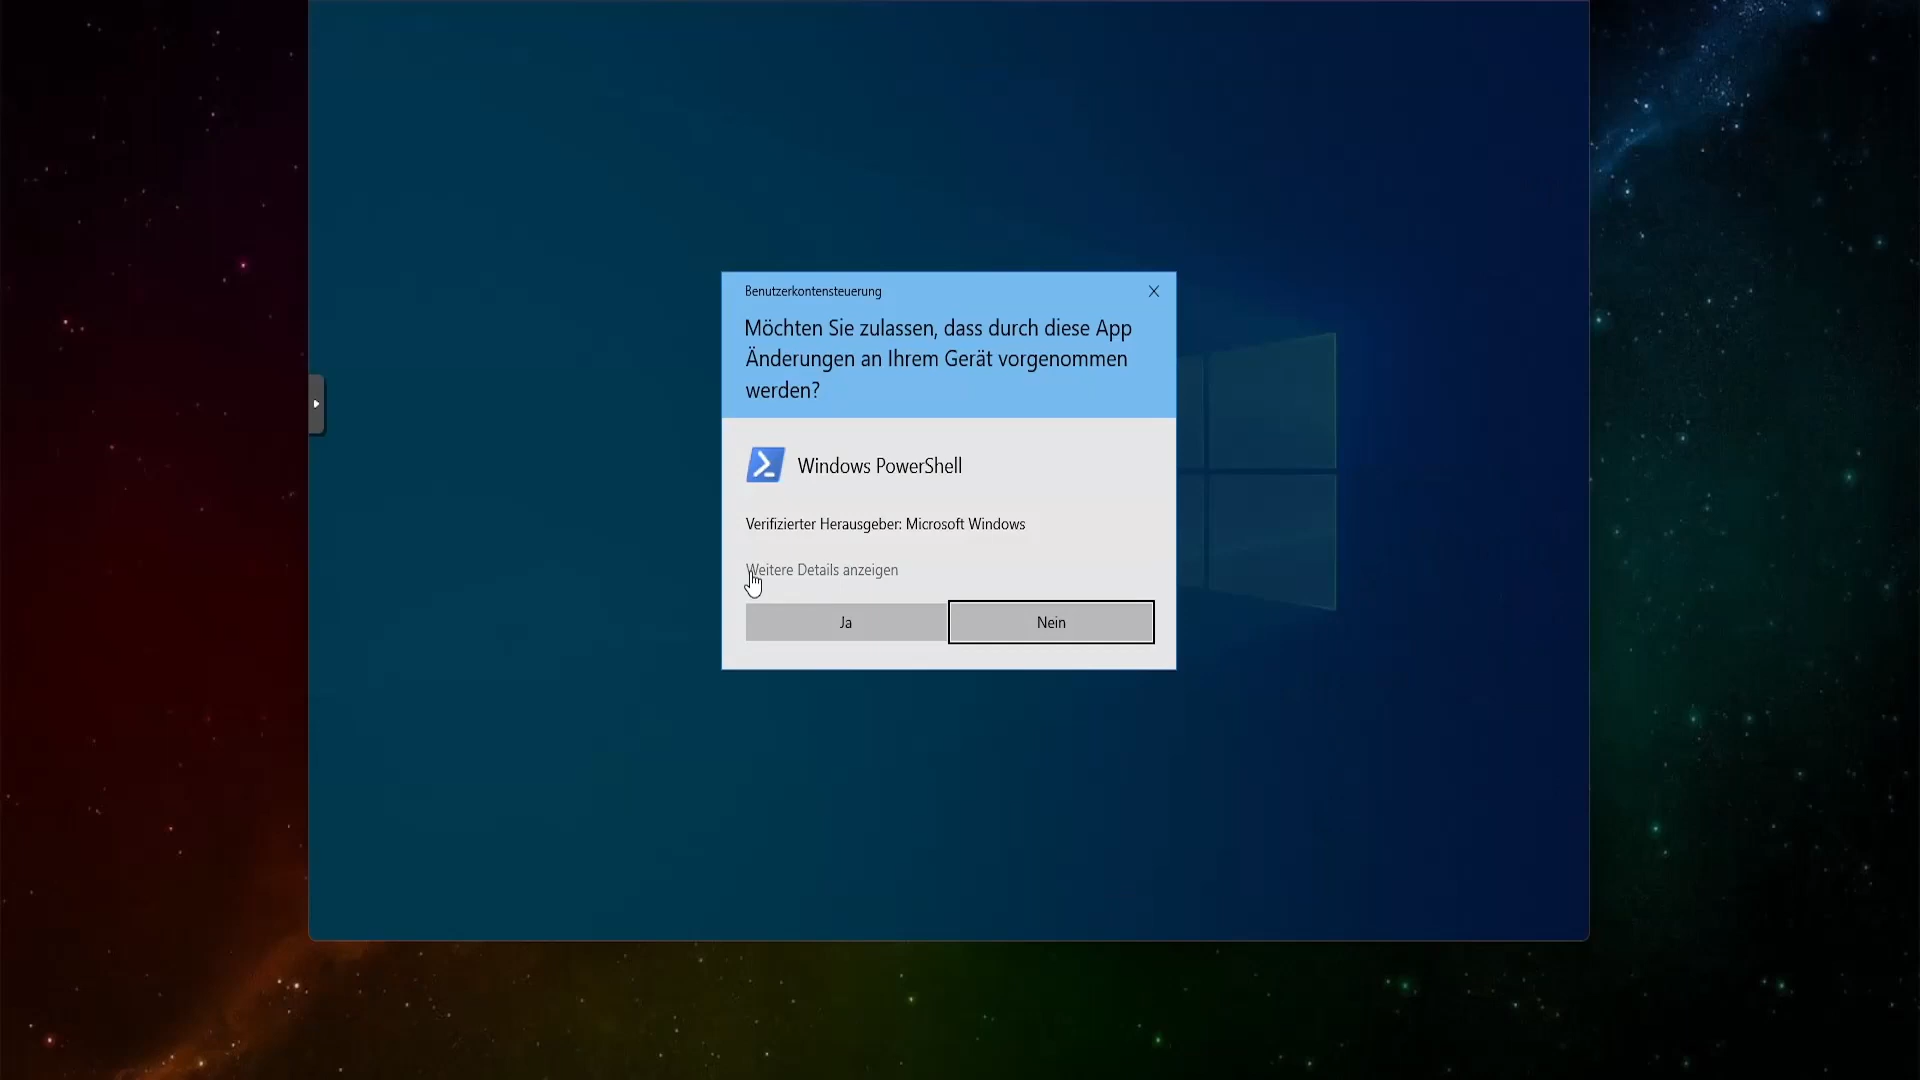 Benutzerkontensteuerung
Möchten Sie zulassen, dass durch diese App
Änderungen an Ihrem Gerät vorgenommen
werden?
Windows PowerShell
Verifizierter Herausgeber: Microsoft Windows
Weitere Details anzeigen
Ja
Nein